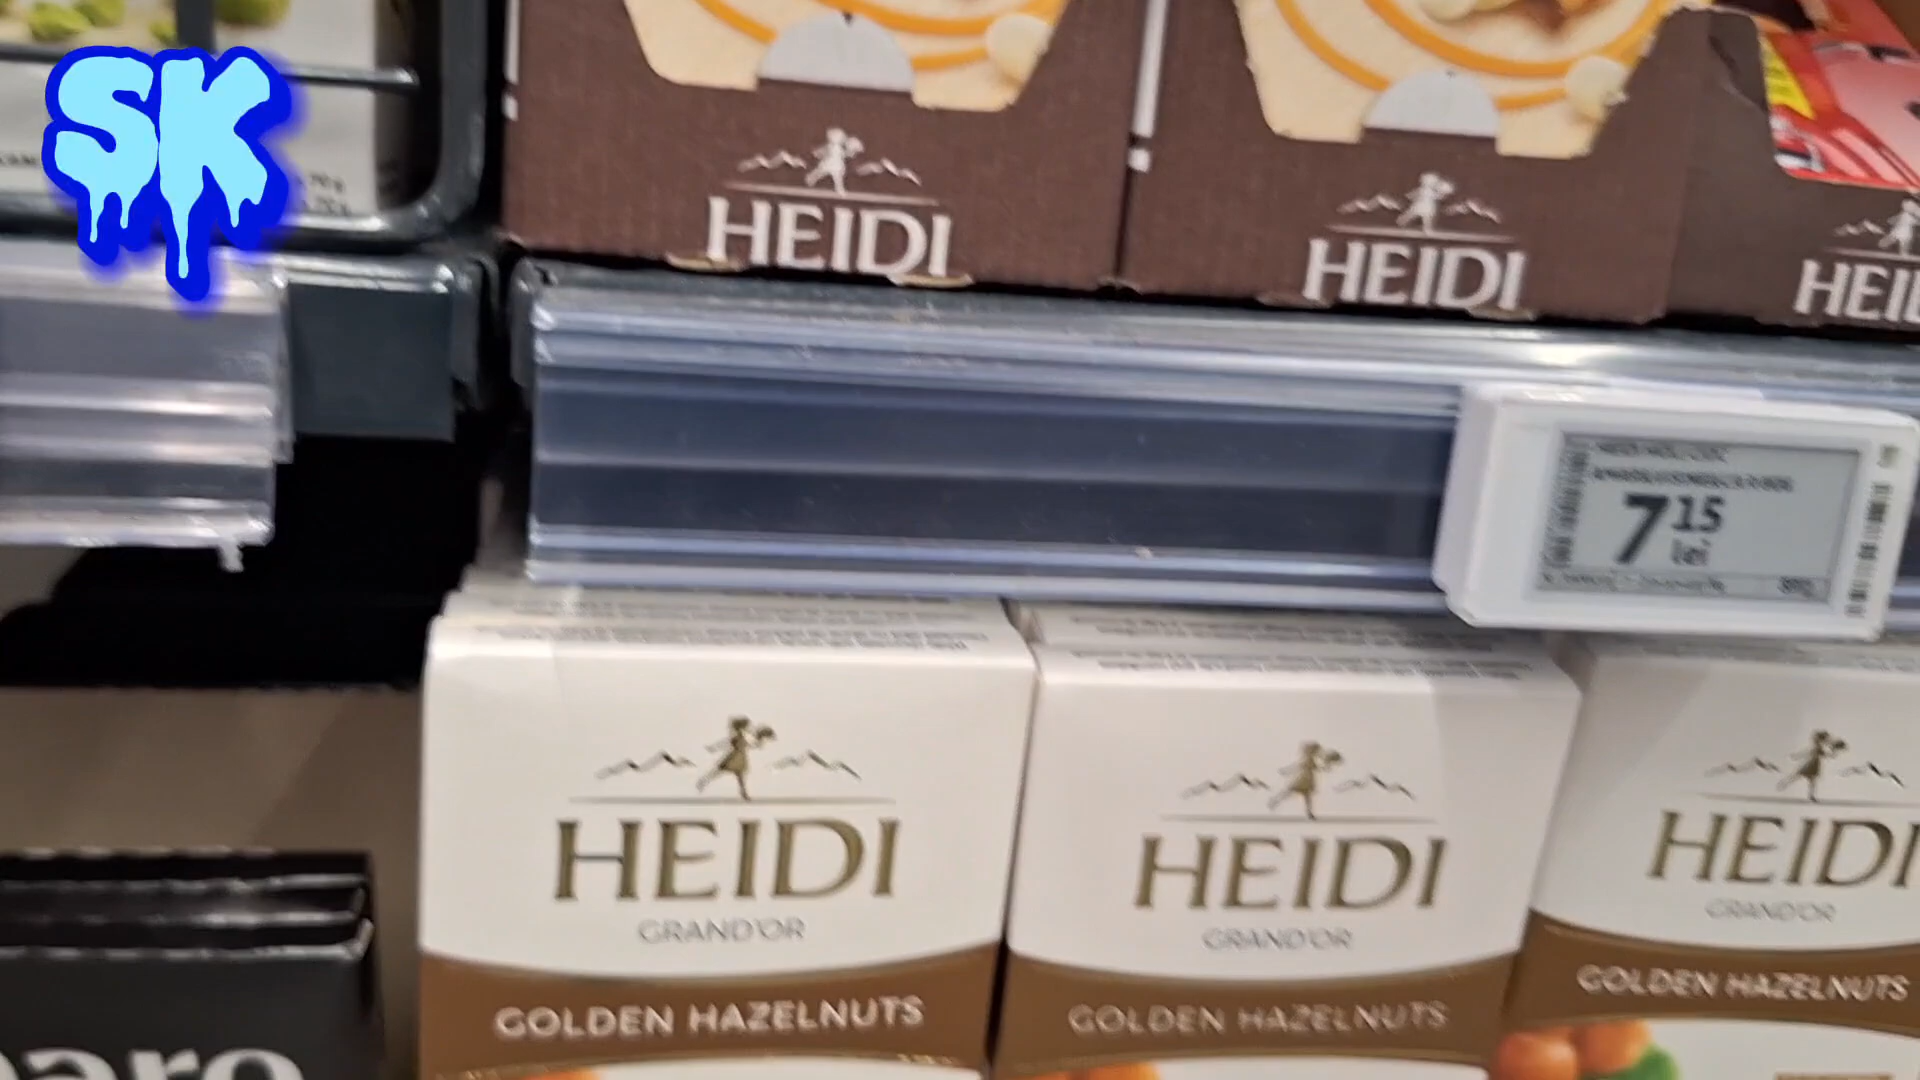 SK
HEIDI
HEIDI
HEID
7 15
lei
HEIDI
GRAND'OR
GOLDEN HAZELNUTS
HEIDI
GRAND'OR
GOLDEN HAZELNUTS
HEIDI
GRAND'OR
GOLDEN HAZELNUTS